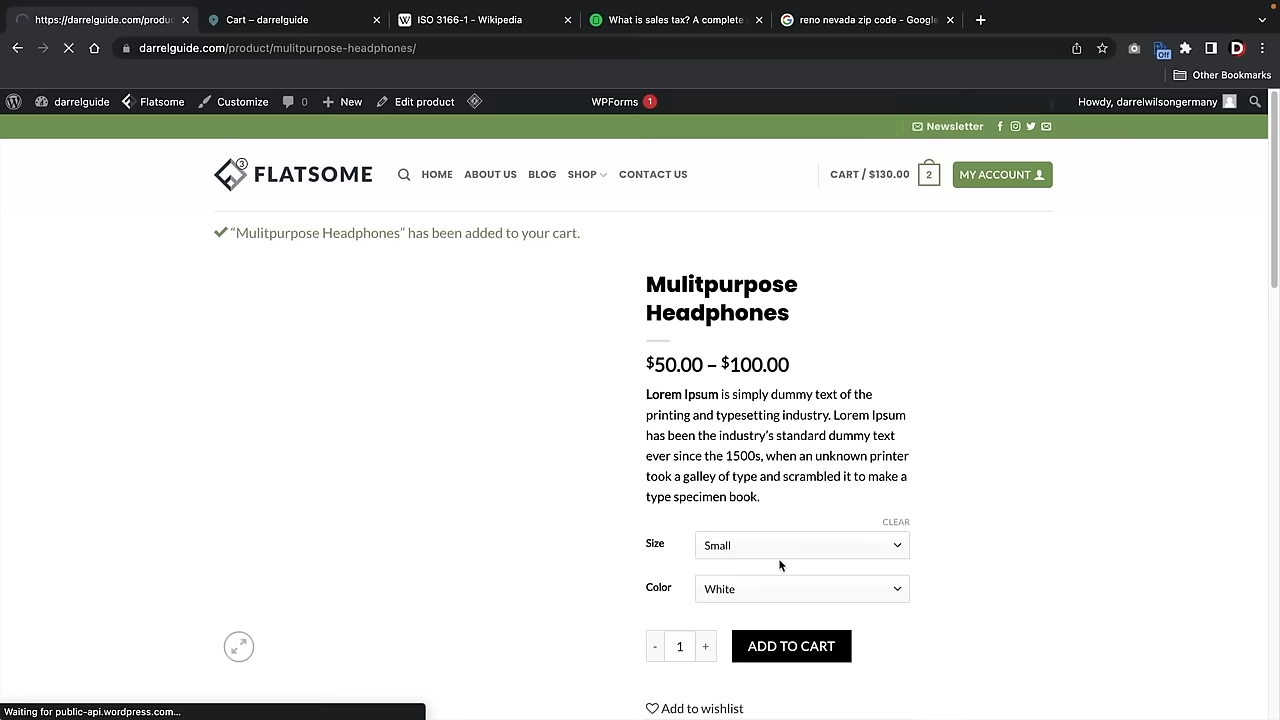 https://darrelguide.com/produc
Cart – darrelguide
ISO 3166-1 - Wikipedia
What is sales tax? A complete
reno nevada zip code - Google
darrelguide.com/product/mulitpurpose-headphones/
Off
D
Other Bookmarks
darrelguide
Flatsome
Customize
0
New
Edit product
WPForms 1
Howdy, darrelwilsongermany
Newsletter
3
FLATSOME
HOME
ABOUT US
BLOG
SHOP
CONTACT US
CART / $130.00
2
MY ACCOUNT
“Mulitpurpose Headphones” has been added to your cart.
Mulitpurpose
Headphones
$50.00 – $100.00
Lorem Ipsum is simply dummy text of the
printing and typesetting industry. Lorem Ipsum
has been the industry’s standard dummy text
ever since the 1500s, when an unknown printer
took a galley of type and scrambled it to make a
type specimen book.
CLEAR
Size
Small
Color
White
- 1 +
ADD TO CART
Add to wishlist
Waiting for public-api.wordpress.com...